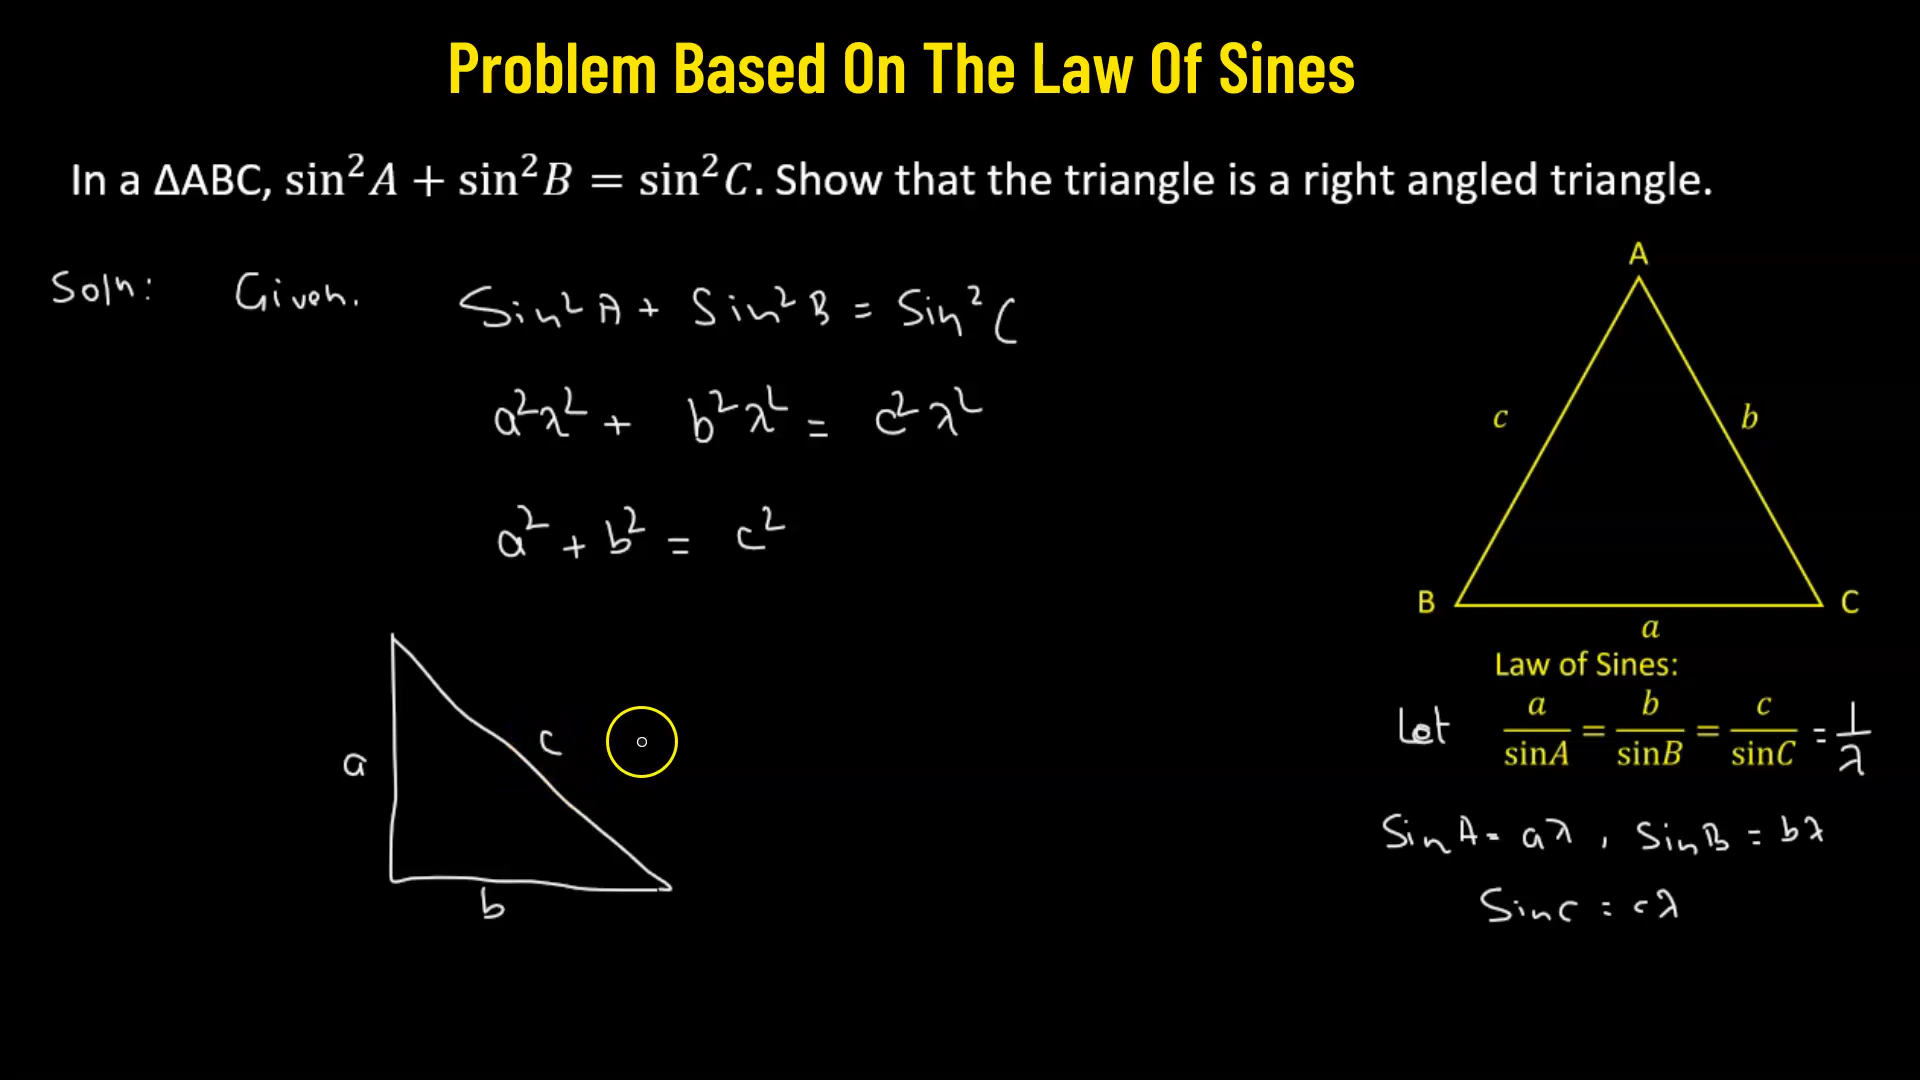 Problem Based On The Law Of Sines
In a ΔABC, sin²A + sin²B = sin²C. Show that the triangle is a right angled triangle.
Soln: Given. Sin²A + Sin²B = Sin²C
a²λ² + b²λ² = c²λ²
a² + b² = c²
a
c
b
A
c
b
B
C
a
Law of Sines:
Let a/sinA = b/sinB = c/sinC = 1/λ
SinA = aλ, SinB = bλ
SinC = cλ